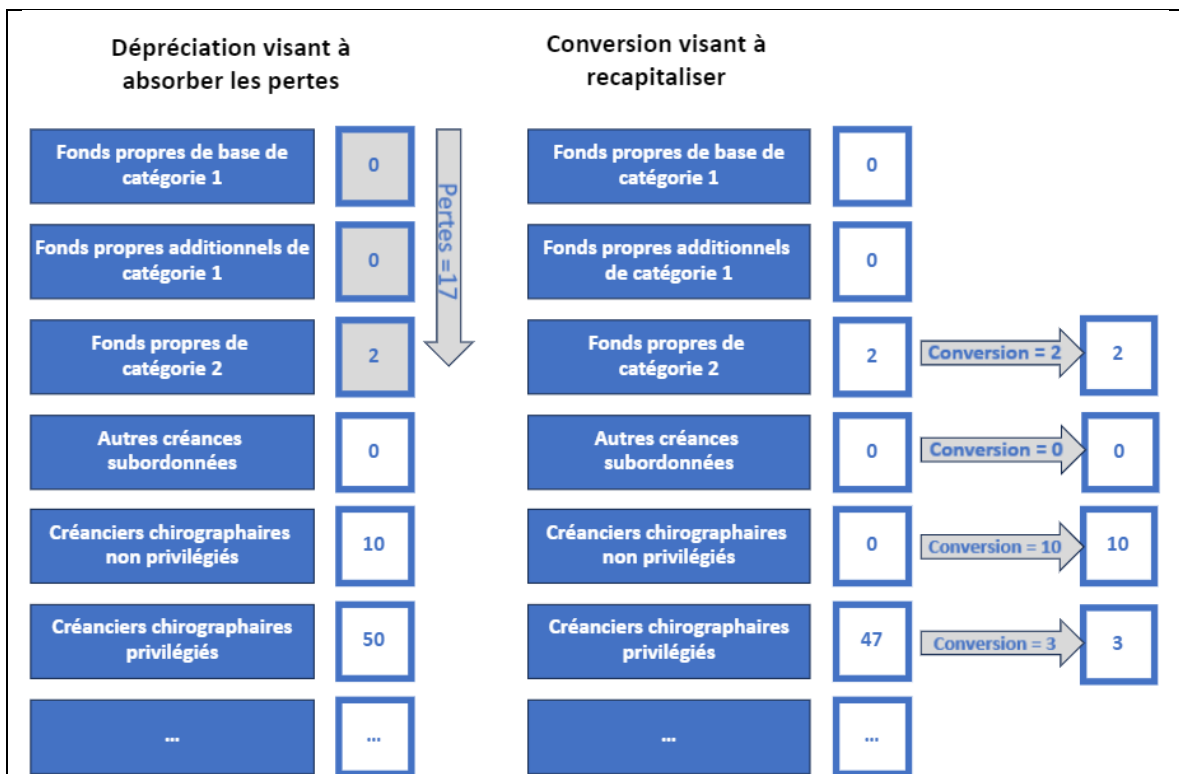 Dépréciation visant à
absorber les pertes
Conversion visant à
recapitaliser
Fonds propres de base de
catégorie 1
0
Pertes =17
Fonds propres de base de
catégorie 1
0
Fonds propres additionnels de
catégorie 1
0
Fonds propres additionnels
de catégorie 1
0
Fonds propres de
catégorie 2
2
Fonds propres de
catégorie 2
2
Conversion = 2
2
Autres créances
subordonnées
0
Autres créances
subordonnées
0
Conversion = 0
0
Créanciers chirographaires
non privilégiés
10
Créanciers chirographaires
non privilégiés
0
Conversion = 10
10
Créanciers chirographaires
privilégiés
50
Créanciers chirographaires
privilégiés
47
Conversion = 3
3
...
...
...
...